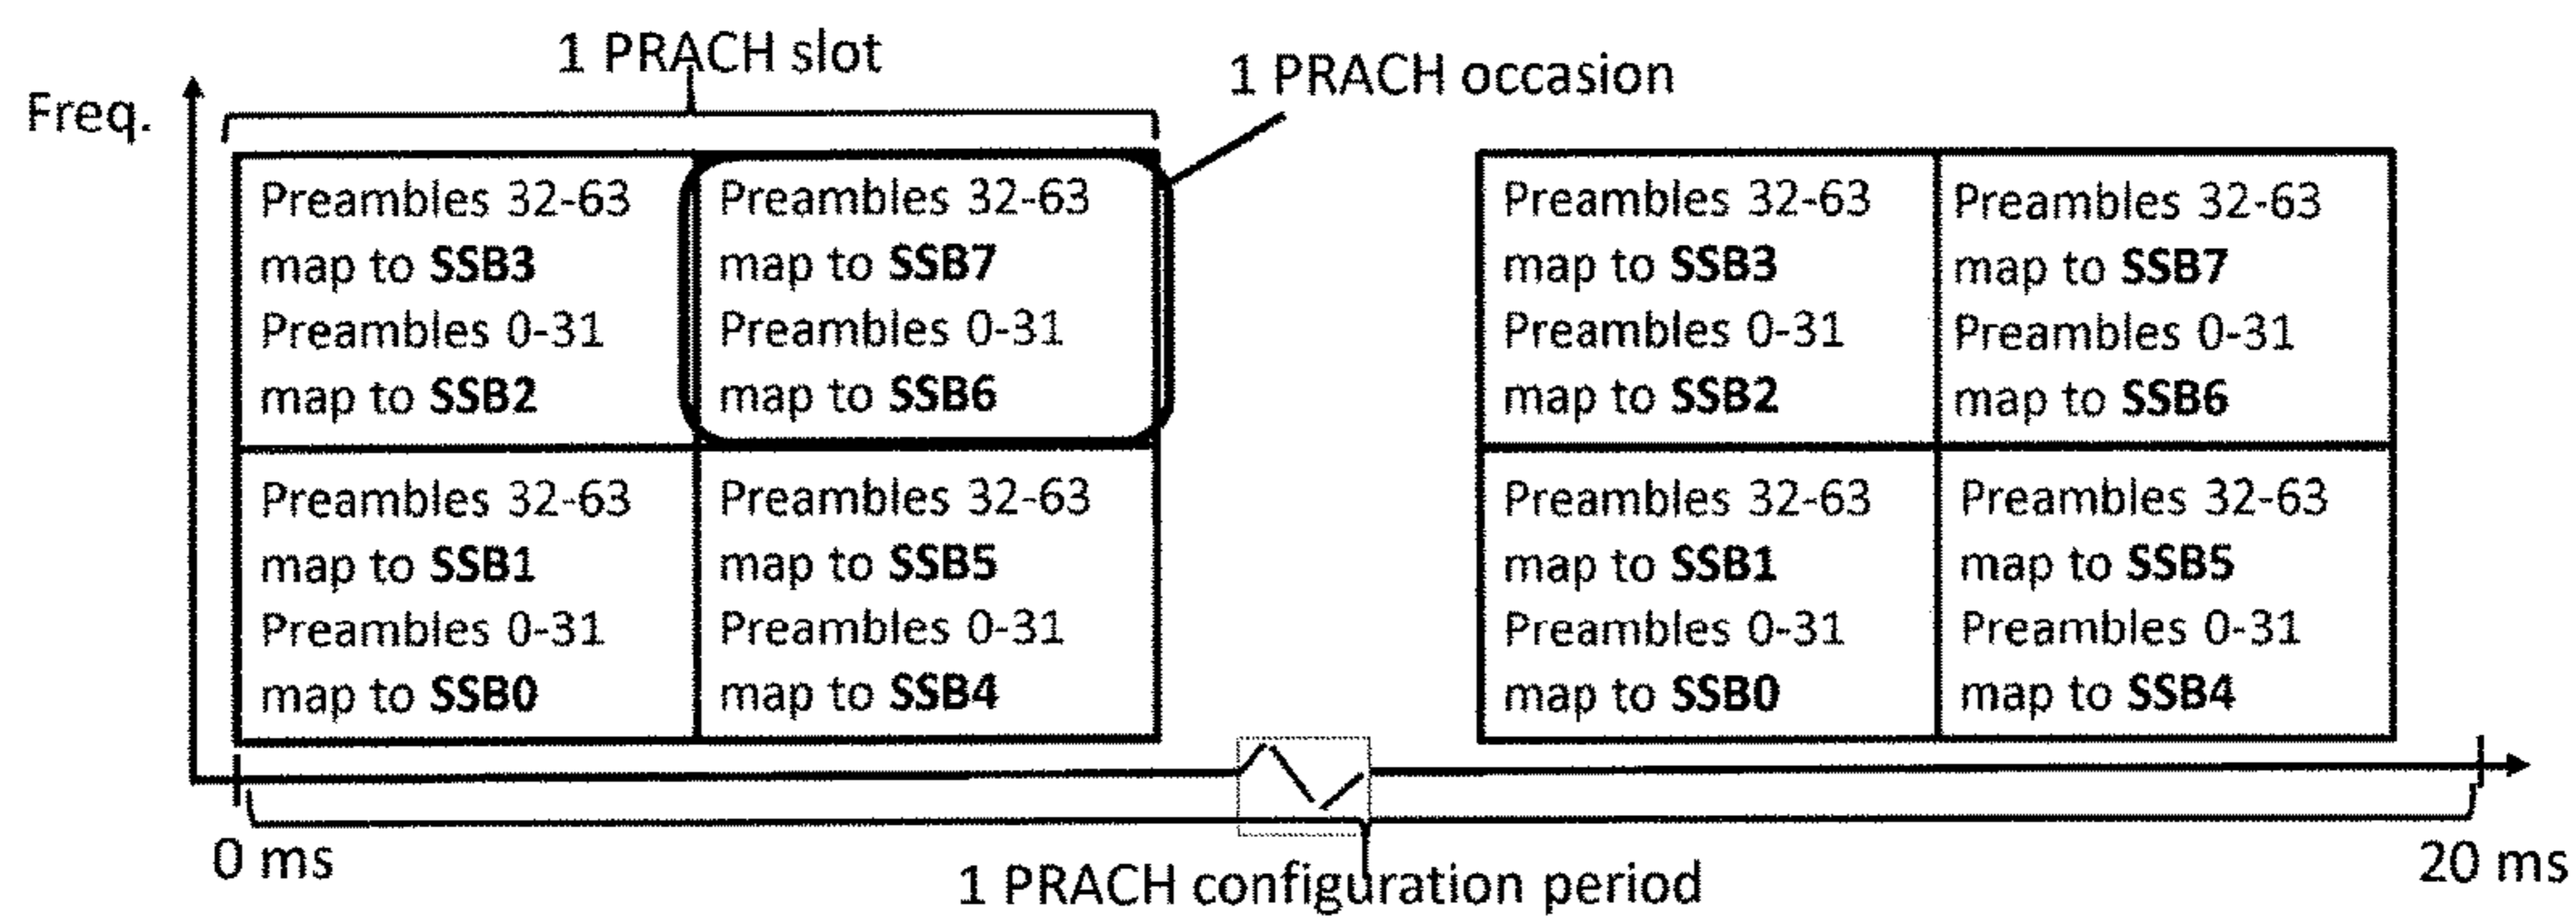 1 PRACH slot
1 PRACH occasion
Freq.
Preambles 32-63
map to SSB3
Preambles 0-31
map to SSB2
Preambles 32-63
map to SSB7
Preambles 0-31
map to SSB6
Preambles 32-63
map to SSB3
Preambles 0-31
map to SSB2
Preambles 32-63
map to SSB7
Preambles 0-31
map to SSB6
Preambles 32-63
map to SSB1
Preambles 0-31
map to SSB0
Preambles 32-63
map to SSB5
Preambles 0-31
map to SSB4
Preambles 32-63
map to SSB1
Preambles 0-31
map to SSB0
Preambles 32-63
map to SSB5
Preambles 0-31
map to SSB4
0 ms
1 PRACH configuration period
20 ms